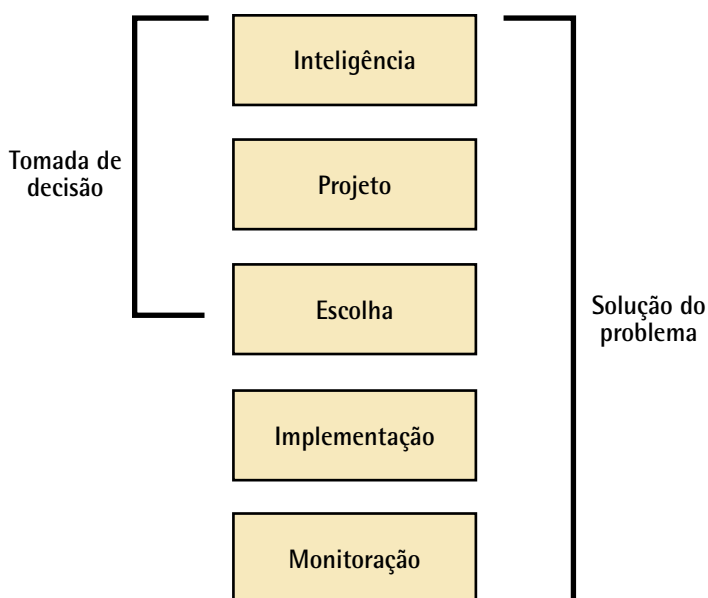 Inteligência
Tomada de
decisão
Projeto
Escolha
Solução do
problema
Implementação
Monitoração